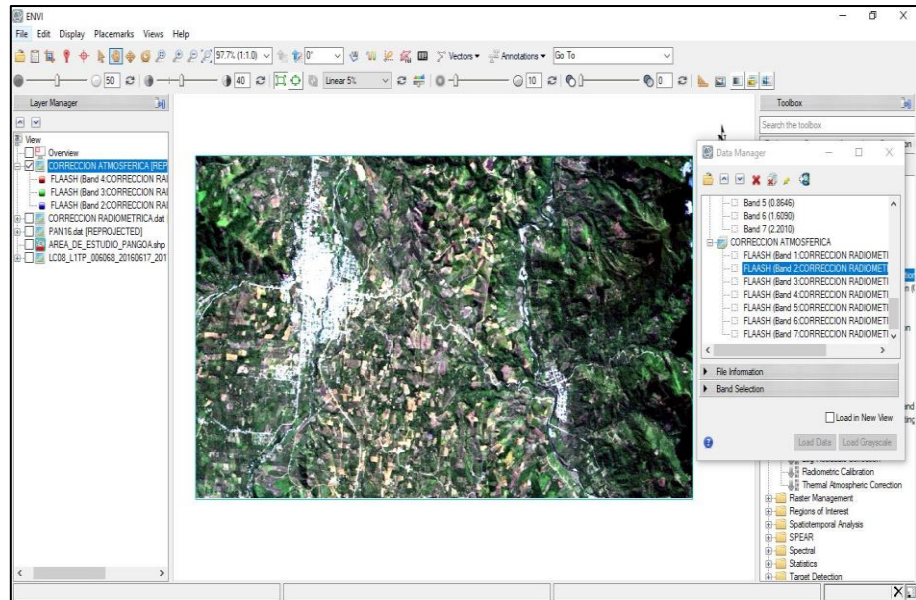 ENVI
File Edit Display Placemarks Views Help
97.7% (1:1.0) 0° Vectors Annotations Go To
50 40 Linear 5% 10 0
Layer Manager
View
Overview
CORRECCION ATMOSFERICA [REP
FLAASH (Band 4:CORRECCION RAI
FLAASH (Band 3:CORRECCION RAI
FLAASH (Band 2:CORRECCION RAI
CORRECCION RADIOMETRICA.dat
PAN16.dat [REPROJECTED]
AREA_DE_ESTUDIO_PANGOA.shp
LC08_L1TP_006068_20160617_201
N
Toolbox
Search the toolbox
Data Manager
Band 5 (0.8646)
Band 6 (1.6090)
Band 7 (2.2010)
CORRECCION ATMOSFERICA
FLAASH (Band 1:CORRECCION RADIOMETI
FLAASH (Band 2:CORRECCION RADIOMETI
FLAASH (Band 3:CORRECCION RADIOMETI
FLAASH (Band 4:CORRECCION RADIOMETI
FLAASH (Band 5:CORRECCION RADIOMETI
FLAASH (Band 6:CORRECCION RADIOMETI
FLAASH (Band 7:CORRECCION RADIOMETI
File Information
Band Selection
Load in New View
Load Data Load Grayscale
Radiometric Calibration
Thermal Atmospheric Correction
Raster Management
Regions of Interest
Spatiotemporal Analysis
SPEAR
Spectral
Statistics
Target Detection